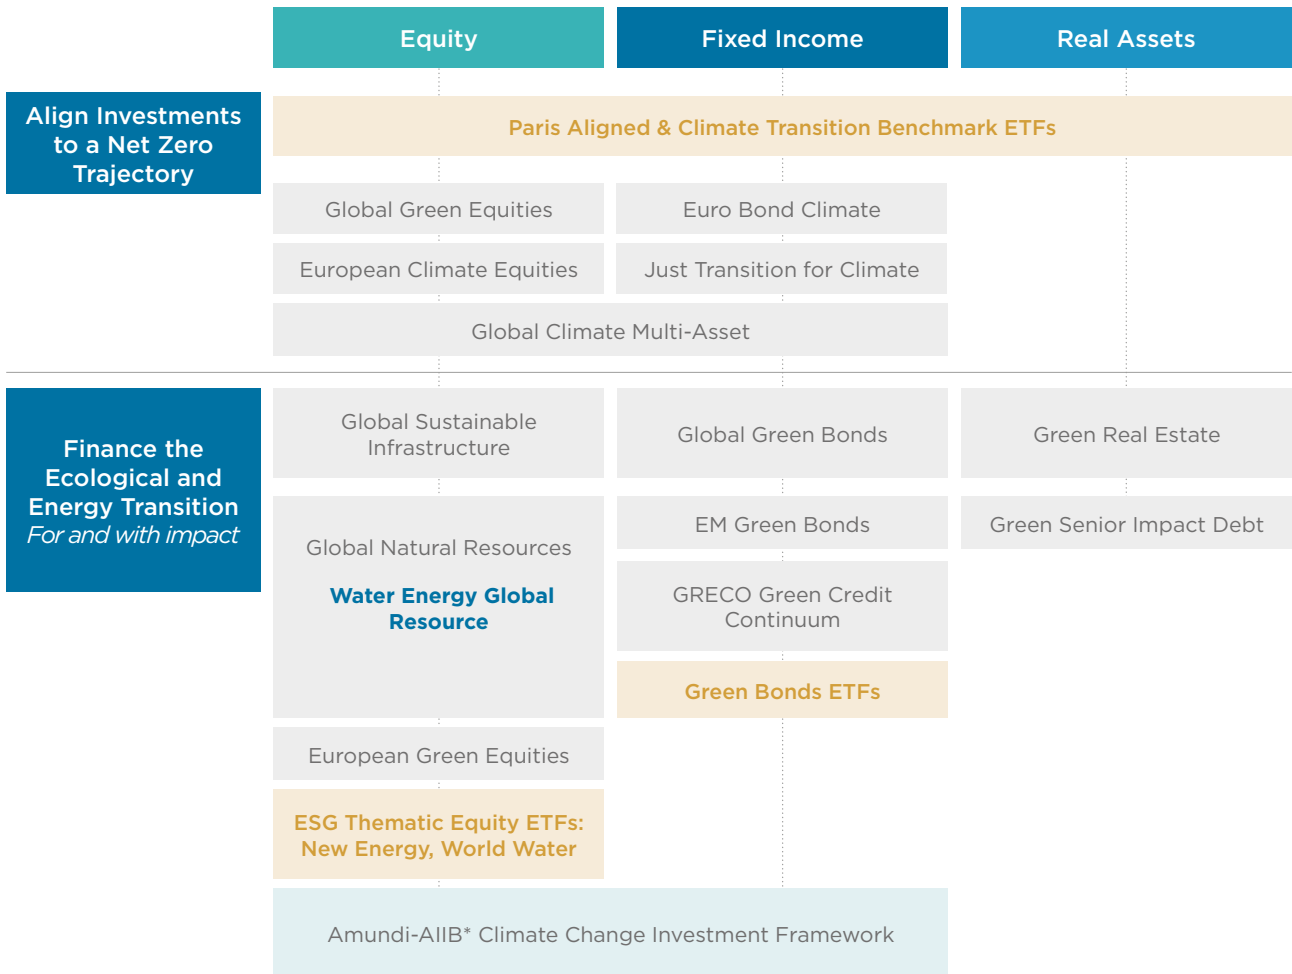 Equity
Fixed Income
Real Assets
Align Investments
to a Net Zero
Trajectory
Paris Aligned & Climate Transition Benchmark ETFs
Global Green Equities
Euro Bond Climate
European Climate Equities
Just Transition for Climate
Global Climate Multi-Asset
Finance the
Ecological and
Energy Transition
For and with impact
Global Sustainable
Infrastructure
Global Green Bonds
Green Real Estate
Global Natural Resources
Water Energy Global
Resource
EM Green Bonds
Green Senior Impact Debt
GRECO Green Credit
Continuum
Green Bonds ETFs
European Green Equities
ESG Thematic Equity ETFs:
New Energy, World Water
Amundi-AIIB* Climate Change Investment Framework